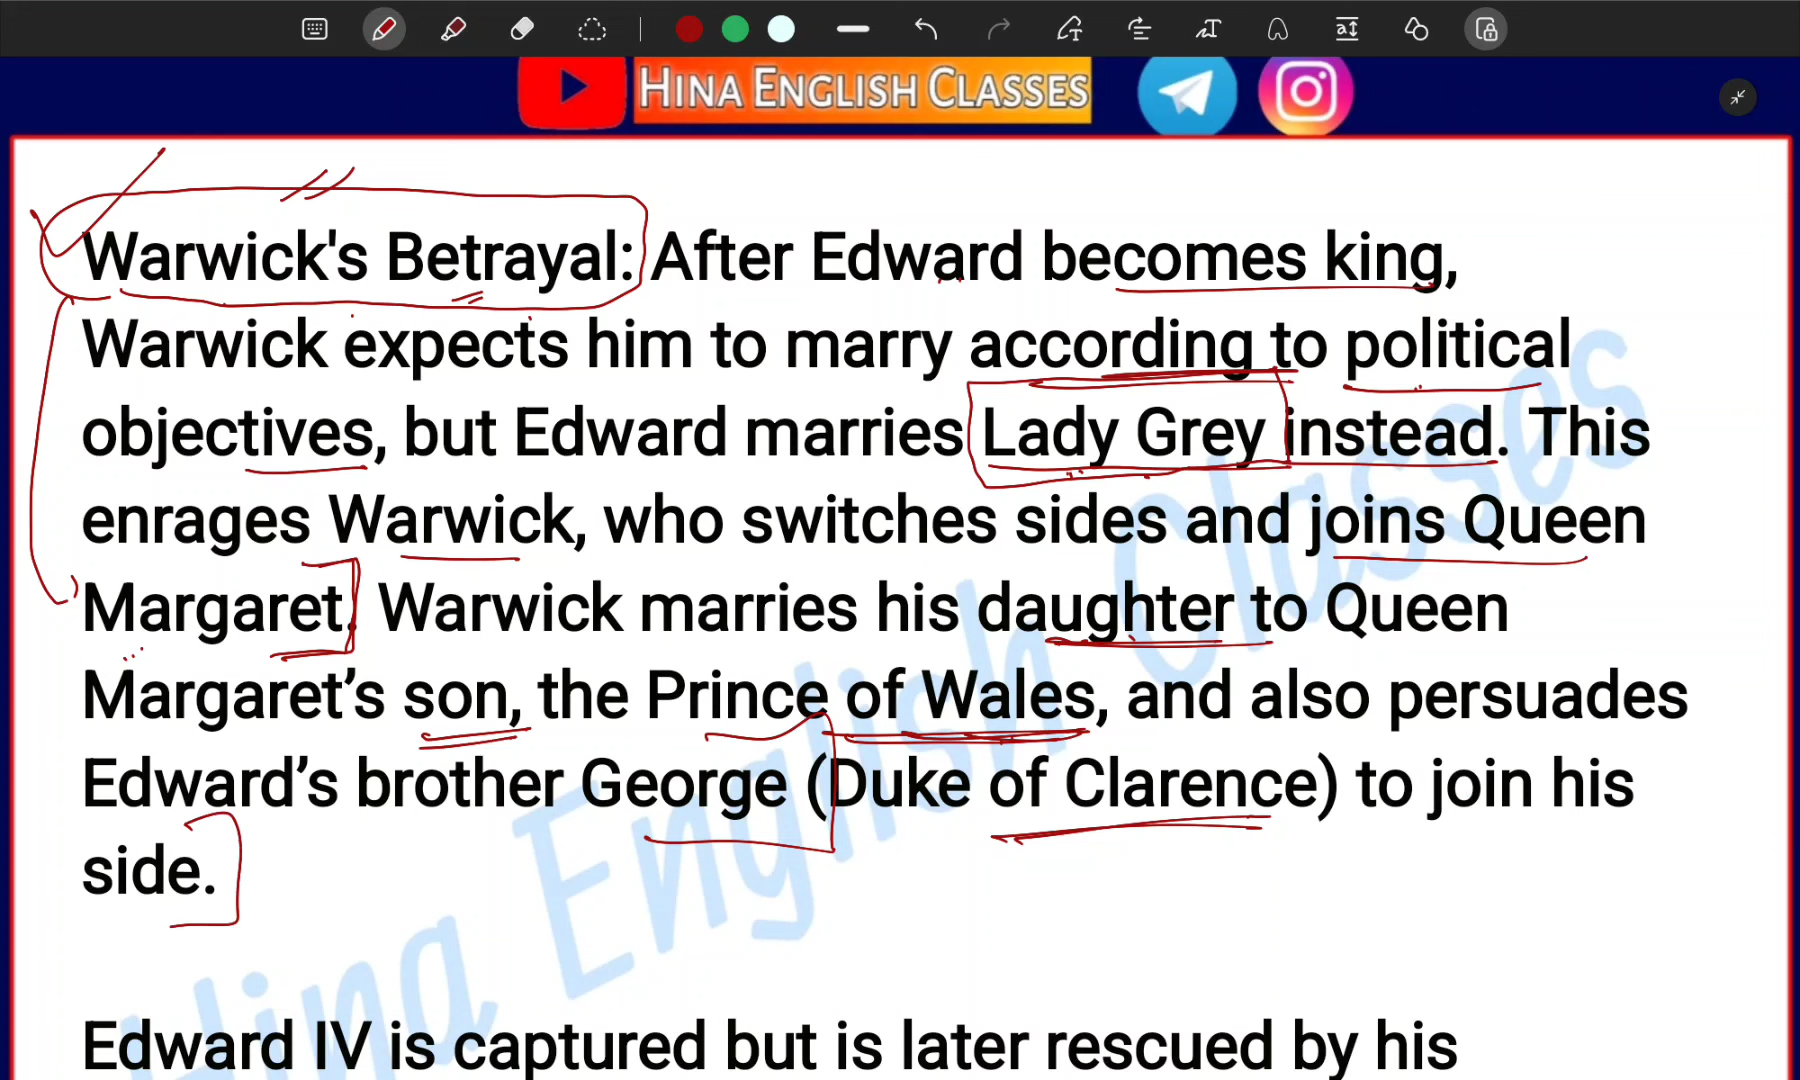 HINA ENGLISH CLASSES
Warwick's Betrayal: After Edward becomes king,
Warwick expects him to marry according to political
objectives, but Edward marries Lady Grey instead. This
enrages Warwick, who switches sides and joins Queen
Margaret. Warwick marries his daughter to Queen
Margaret’s son, the Prince of Wales, and also persuades
Edward’s brother George (Duke of Clarence) to join his
side.
Edward IV is captured but is later rescued by his
Hina English Classes